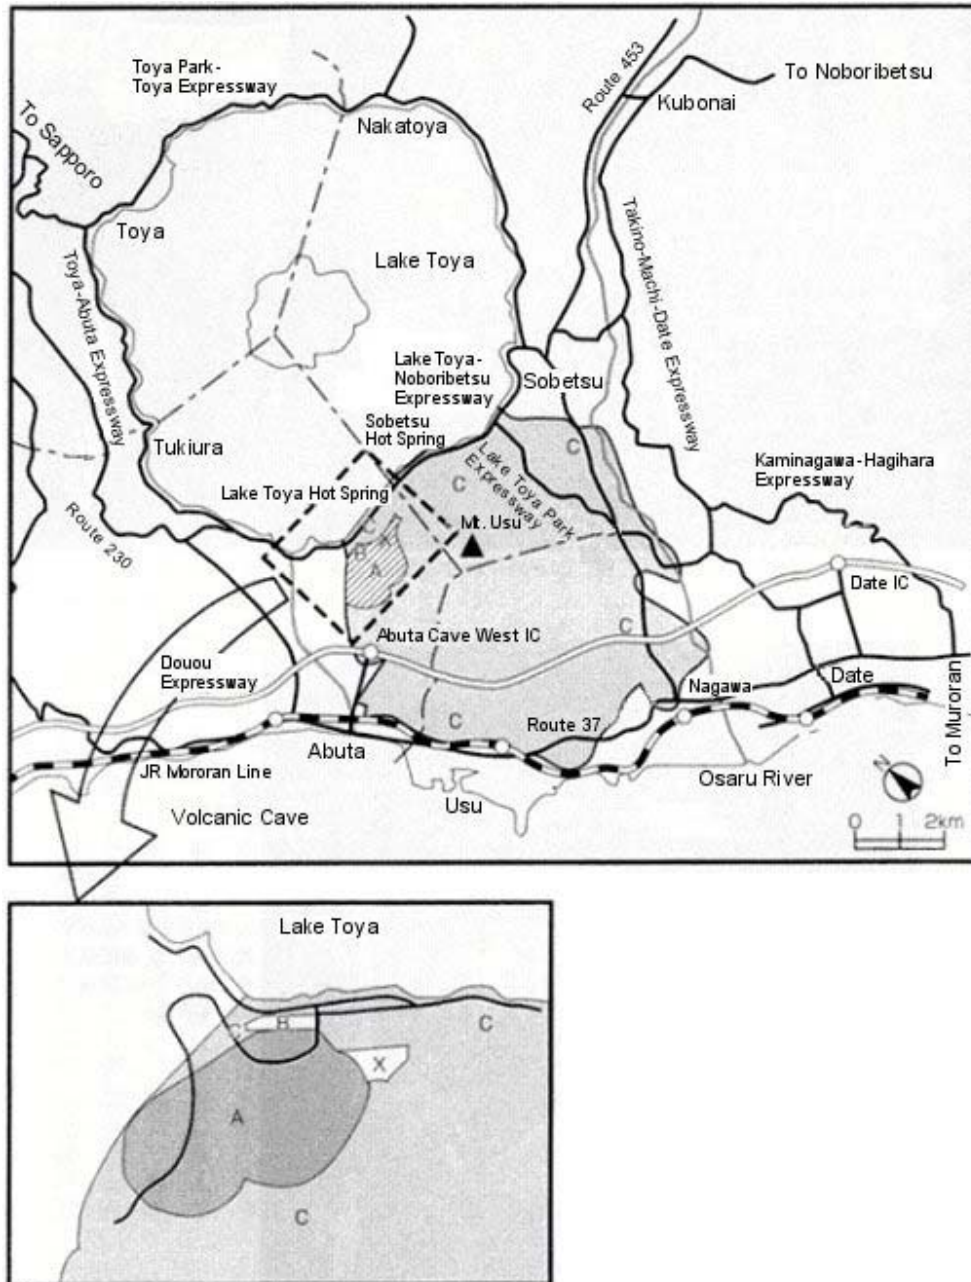 Toya Park-
Toya Expressway
Route 453
To Noboribetsu
Kubonai
To Sapporo
Nakatoya
Takino-Machi-Date Expressway
Toya
Lake Toya
Toya-Abuta Expressway
Lake Toya-
Noboribetsu
Expressway
Sobetsu
Sobetsu
Hot Spring
Tukiura
C
Kaminagawa-Hagihara
Expressway
Lake Toya Park
Expressway
Lake Toya Hot Spring
C
Route 230
C
X
Mt. Usu
B
A
Date IC
C
Abuta Cave West IC
Douou
Expressway
Nagawa
Date
C
Route 37
To Muroran
Abuta
JR Mororan Line
Osaru River
N
Usu
Volcanic Cave
0 1 2km
Lake Toya
C
B
C
X
A
C